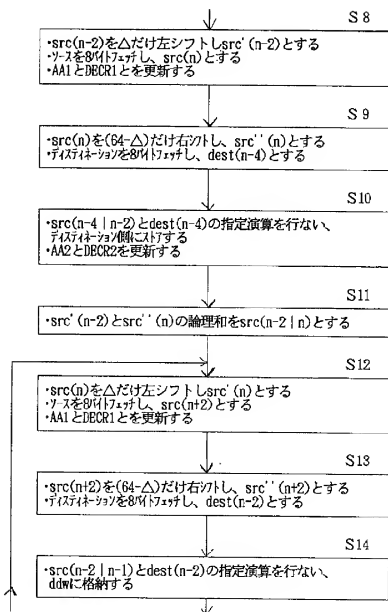 S 8
・src(n-2)を△だけ左シフトしsrc'(n-2)とする
・ソースを8バイトフェッチし、src(n)とする
・AA1とDECR1とを更新する
S 9
・src(n)を(64-△)だけ右シフトし、src''(n)とする
・ディスティネーションを8バイトフェッチし、dest(n-4)とする
S10
・src(n-4 | n-2)とdest(n-4)の指定演算を行ない、
ディスティネーション側にストアする
・AA2とDECR2を更新する
S11
・src'(n-2)とsrc''(n)の論理和をsrc(n-2 | n)とする
S12
・src(n)を△だけ左シフトしsrc'(n)とする
・ソースを8バイトフェッチし、src(n+2)とする
・AA1とDECR1とを更新する
S13
・src(n+2)を(64-△)だけ右シフトし、src''(n+2)とする
・ディスティネーションを8バイトフェッチし、dest(n-2)とする
S14
・src(n-2 | n-1)とdest(n-2)の指定演算を行ない、
ddwに格納する